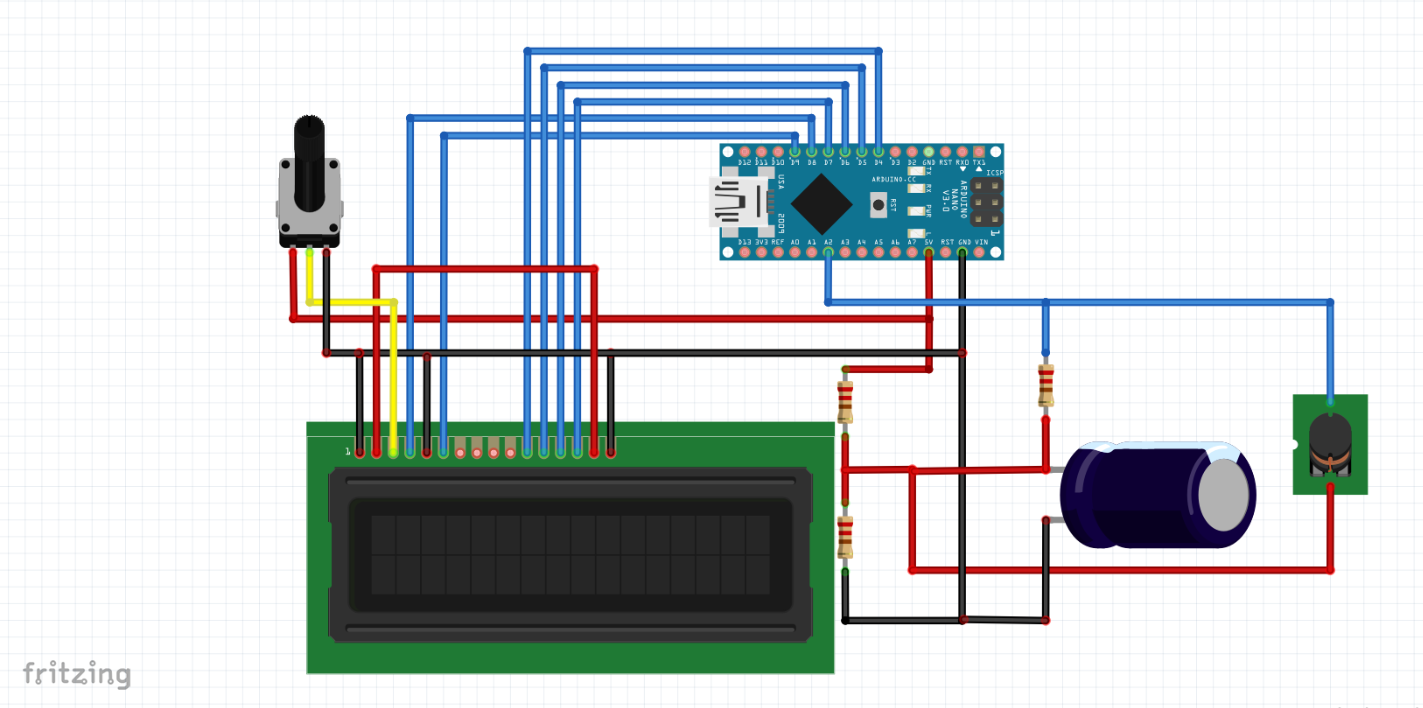 D12 D11 D10 D9 D8 D7 D6 D5 D4 D3 D2 GND RST RX0 TX1
TX
RX
PWR
L
USA
2009
ARDUINO.CC
RST
ARDUINO
NANO
V3.0
ICSP
1
D13 3V3 REF A0 A1 A2 A3 A4 A5 A6 A7 5V RST GND VIN
1
fritzing